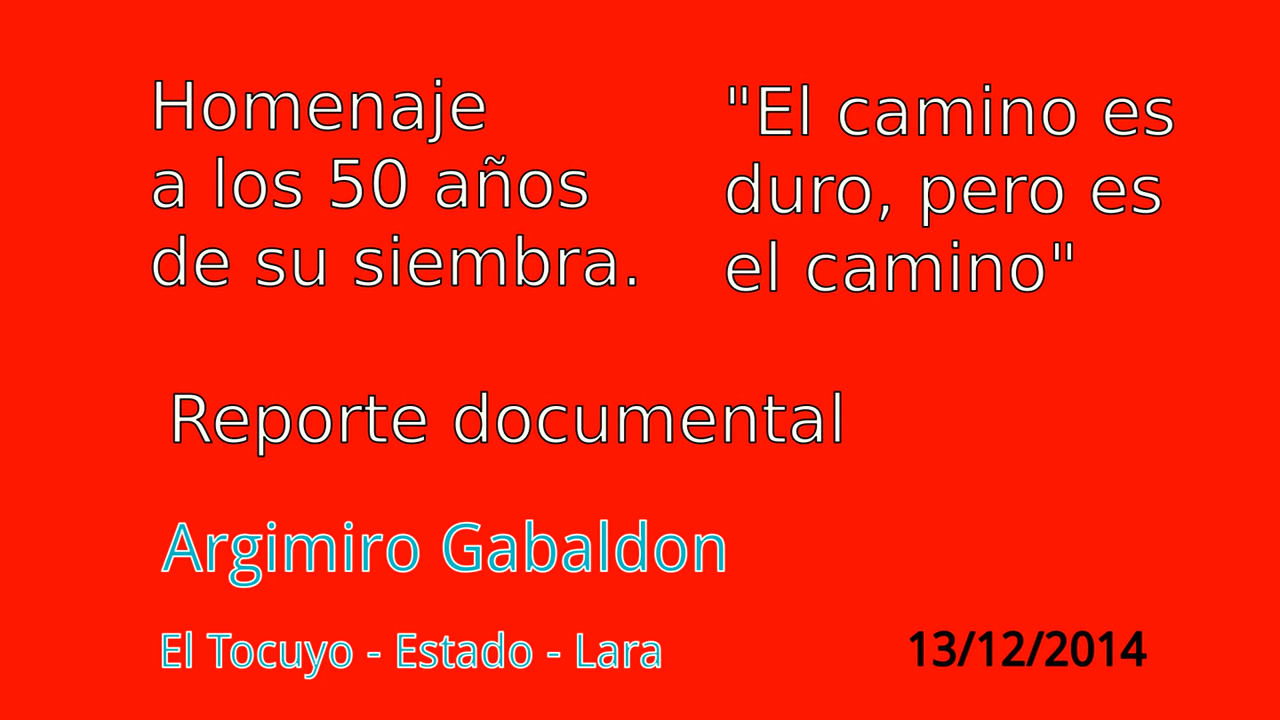 Homenaje
a los 50 años
de su siembra.
"El camino es
duro, pero es
el camino"
Reporte documental
Argimiro Gabaldon
El Tocuyo - Estado - Lara
13/12/2014